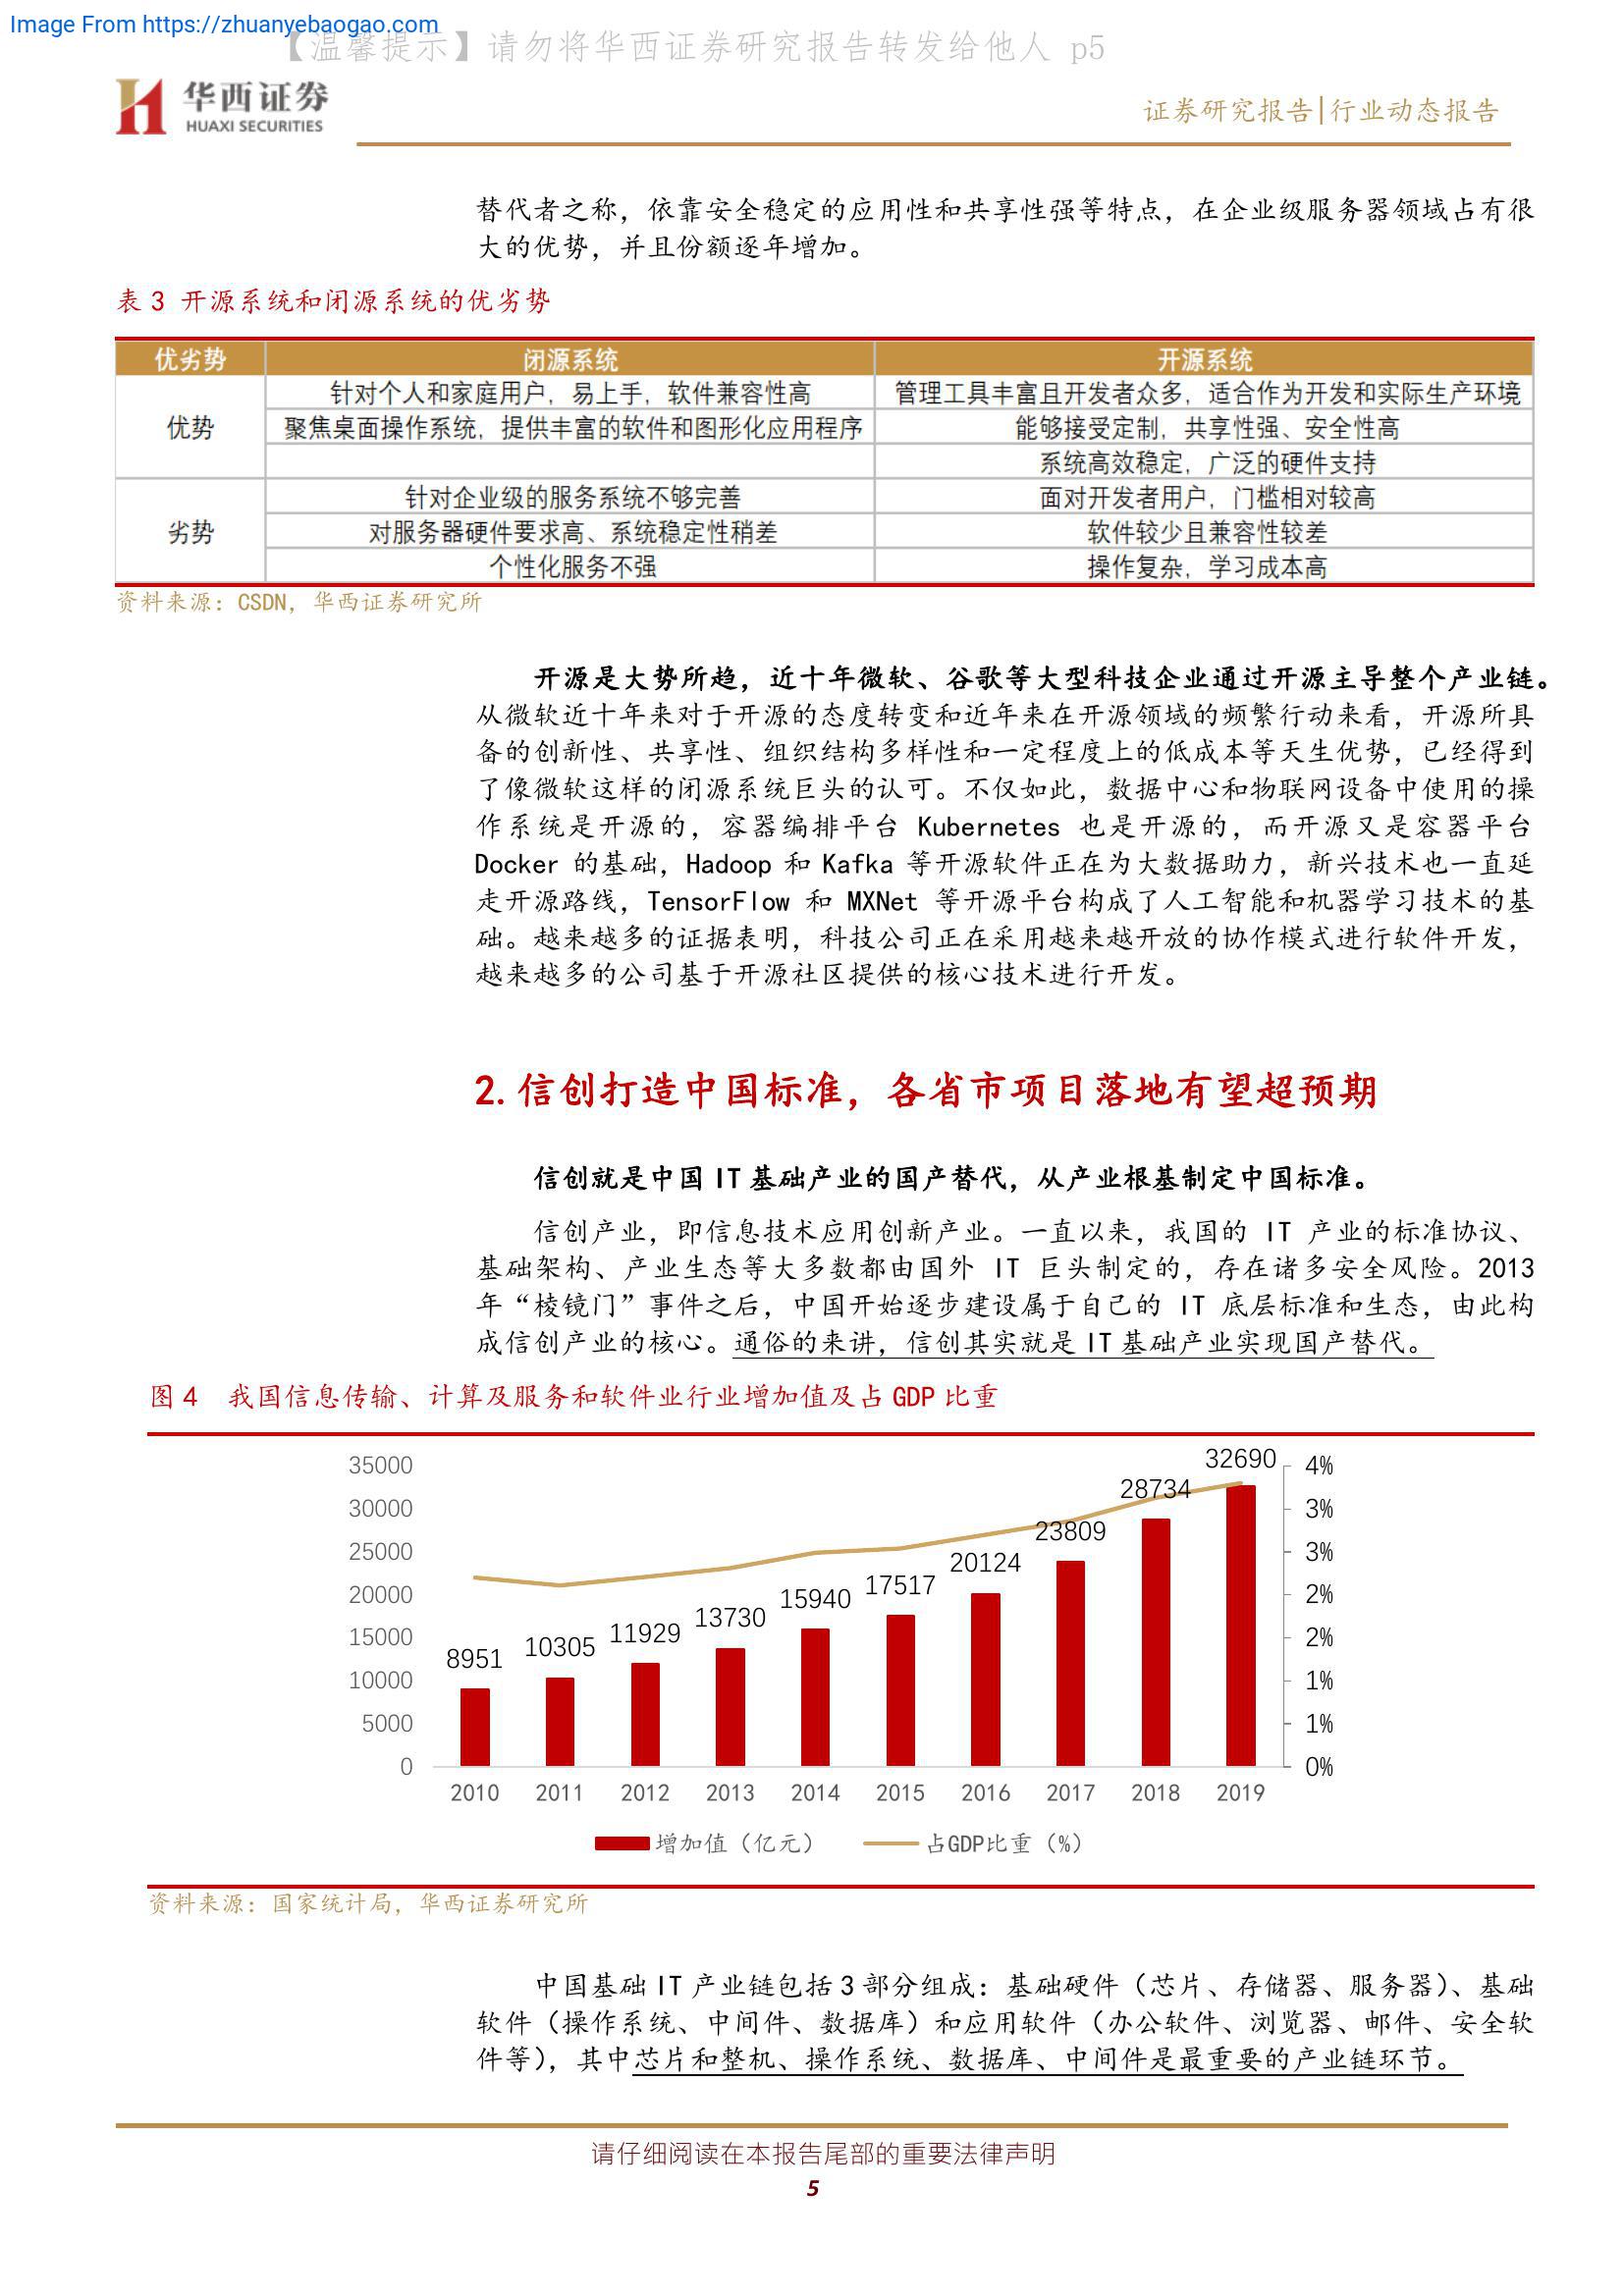 Image From https://zhuanyebaogao.com
【温馨提示】请勿将华西证券研究报告转发给他人 p5
华西证券
HUAXI SECURITIES
证券研究报告|行业动态报告
替代者之称，依靠安全稳定的应用性和共享性强等特点，在企业级服务器领域占有很
大的优势，并且份额逐年增加。
表 3 开源系统和闭源系统的优劣势
优劣势 闭源系统 开源系统
优势
针对个人和家庭用户，易上手，软件兼容性高 管理工具丰富且开发者众多，适合作为开发和实际生产环境
聚焦桌面操作系统，提供丰富的软件和图形化应用程序 能够接受定制，共享性强、安全性高
系统高效稳定，广泛的硬件支持
劣势
针对企业级的服务系统不够完善 面对开发者用户，门槛相对较高
对服务器硬件要求高、系统稳定性稍差 软件较少且兼容性较差
个性化服务不强 操作复杂，学习成本高
资料来源：CSDN，华西证券研究所
开源是大势所趋，近十年微软、谷歌等大型科技企业通过开源主导整个产业链。
从微软近十年来对于开源的态度转变和近年来在开源领域的频繁行动来看，开源所具
备的创新性、共享性、组织结构多样性和一定程度上的低成本等天生优势，已经得到
了像微软这样的闭源系统巨头的认可。不仅如此，数据中心和物联网设备中使用的操
作系统是开源的，容器编排平台 Kubernetes 也是开源的，而开源又是容器平台
Docker 的基础，Hadoop 和 Kafka 等开源软件正在为大数据助力，新兴技术也一直延
走开源路线，TensorFlow 和 MXNet 等开源平台构成了人工智能和机器学习技术的基
础。越来越多的证据表明，科技公司正在采用越来越开放的协作模式进行软件开发，
越来越多的公司基于开源社区提供的核心技术进行开发。
2. 信创打造中国标准，各省市项目落地有望超预期
信创就是中国 IT 基础产业的国产替代，从产业根基制定中国标准。
信创产业，即信息技术应用创新产业。一直以来，我国的 IT 产业的标准协议、
基础架构、产业生态等大多数都由国外 IT 巨头制定的，存在诸多安全风险。2013
年“棱镜门”事件之后，中国开始逐步建设属于自己的 IT 底层标准和生态，由此构
成信创产业的核心。通俗的来讲，信创其实就是 IT 基础产业实现国产替代。
图 4 我国信息传输、计算及服务和软件业行业增加值及占 GDP 比重
35000 32690 4%
30000 28734 3%
25000 23809 3%
20000 20124 2%
15000 17517 2%
10000 15940 1%
5000 13730 1%
0 11929 0%
10305
8951
2010 2011 2012 2013 2014 2015 2016 2017 2018 2019
增加值（亿元） 占GDP比重（%）
资料来源：国家统计局，华西证券研究所
中国基础 IT 产业链包括 3 部分组成：基础硬件（芯片、存储器、服务器）、基础
软件（操作系统、中间件、数据库）和应用软件（办公软件、浏览器、邮件、安全软
件等），其中芯片和整机、操作系统、数据库、中间件是最重要的产业链环节。
请仔细阅读在本报告尾部的重要法律声明
5